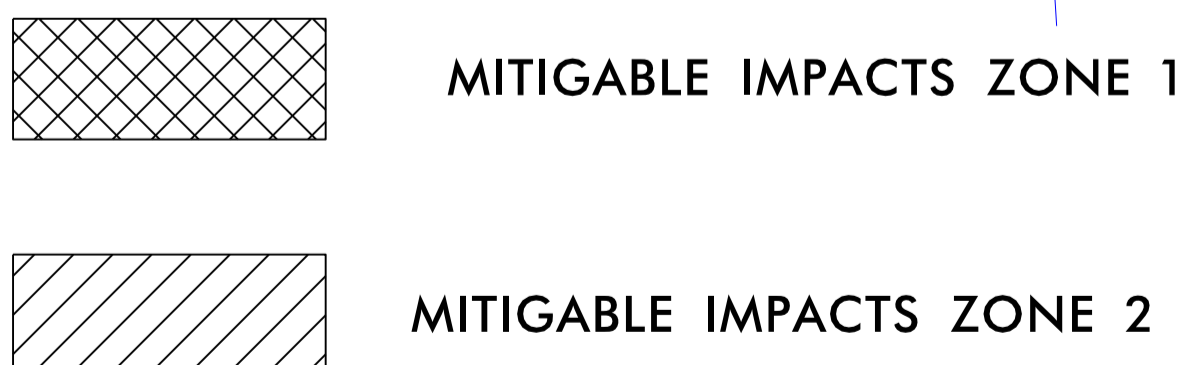 MITIGABLE IMPACTS ZONE 1
MITIGABLE IMPACTS ZONE 2